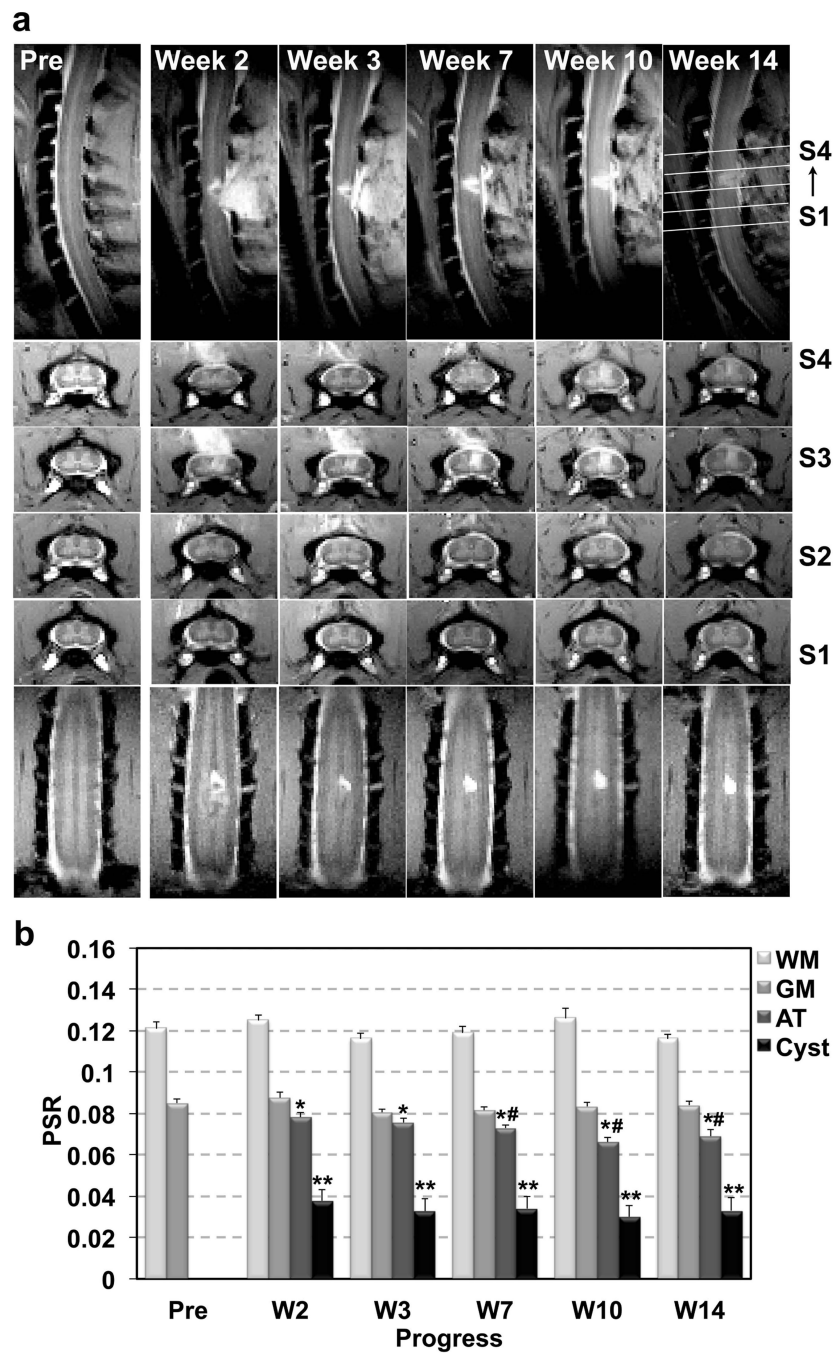 a
Pre Week 2 Week 3 Week 7 Week 10 Week 14
S4
S1
S4
S3
S2
S1
b
0.16
0.14
0.12
0.1
0.08
0.06
0.04
0.02
0
PSR
WM
GM
AT
Cyst
* * *# *# *#
** ** ** ** **
Pre W2 W3 W7 W10 W14
Progress